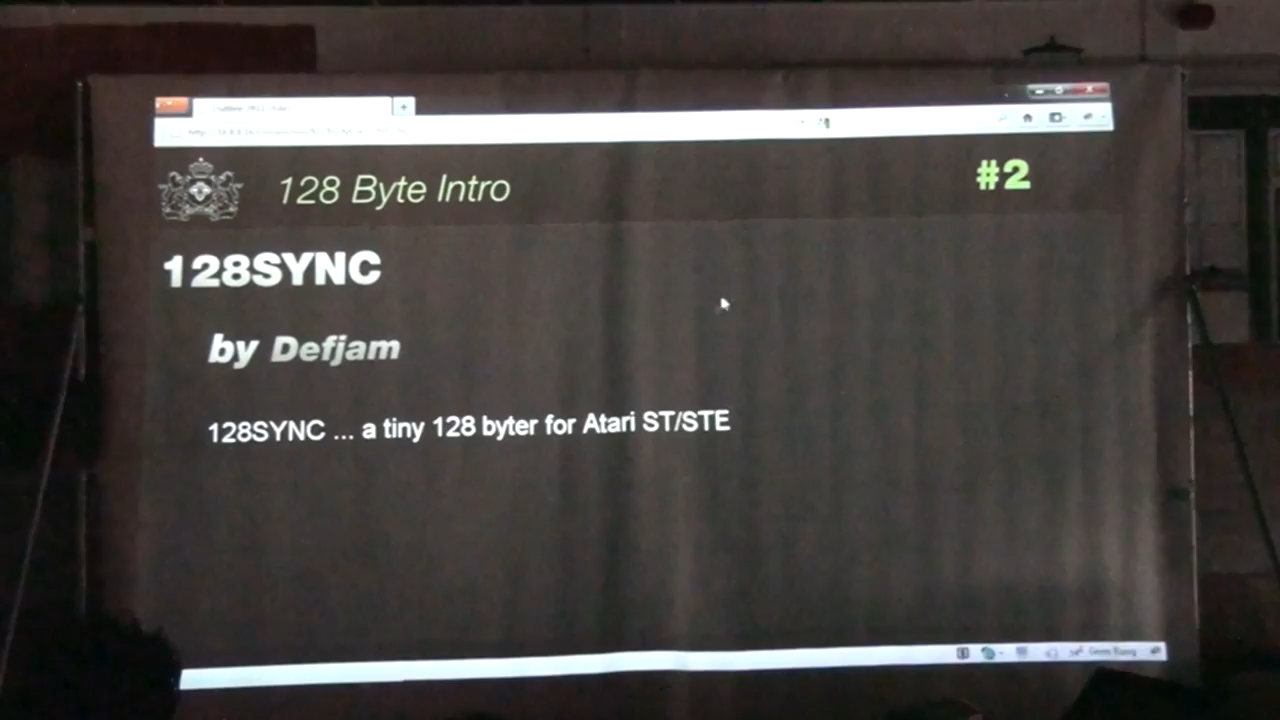 128 Byte Intro
#2
128SYNC
by Defjam
128SYNC ... a tiny 128 byter for Atari ST/STE